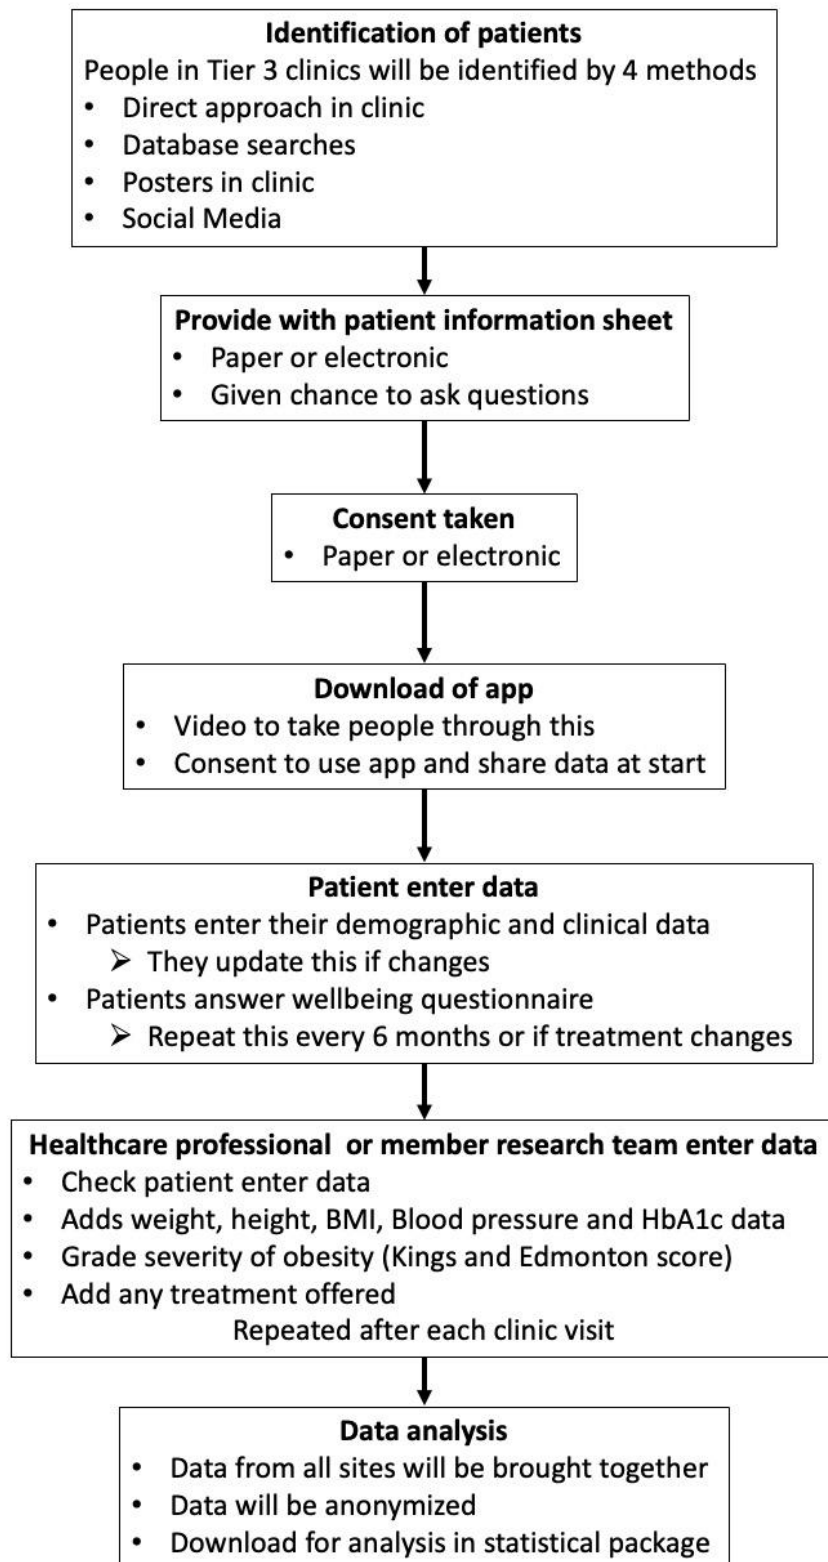 Identification of patients
People in Tier 3 clinics will be identified by 4 methods
• Direct approach in clinic
• Database searches
• Posters in clinic
• Social Media
Provide with patient information sheet
• Paper or electronic
• Given chance to ask questions
Consent taken
• Paper or electronic
Download of app
• Video to take people through this
• Consent to use app and share data at start
Patient enter data
• Patients enter their demographic and clinical data
➢ They update this if changes
• Patients answer wellbeing questionnaire
➢ Repeat this every 6 months or if treatment changes
Healthcare professional or member research team enter data
• Check patient enter data
• Adds weight, height, BMI, Blood pressure and HbA1c data
• Grade severity of obesity (Kings and Edmonton score)
• Add any treatment offered
Repeated after each clinic visit
Data analysis
• Data from all sites will be brought together
• Data will be anonymized
• Download for analysis in statistical package